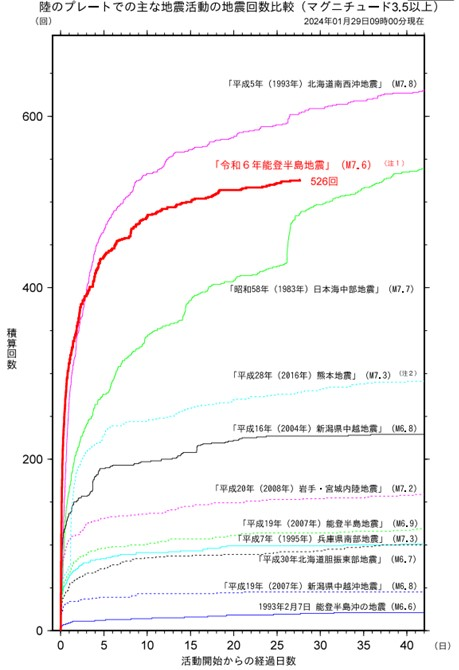 陸のプレートでの主な地震活動の地震回数比較（マグニチュード3.5以上）
（回）
2024年01月29日09時00分現在
「平成5年（1993年）北海道南西沖地震」（M7.8）
600
「令和６年能登半島地震」（M7.6）（注１）
526回
400
「昭和58年（1983年）日本海中部地震」（M7.7）
積算回数
「平成28年（2016年）熊本地震」（M7.3）（注２）
「平成16年（2004年）新潟県中越地震」（M6.8）
200
「平成20年（2008年）岩手・宮城内陸地震」（M7.2）
「平成19年（2007年）能登半島地震」（M6.9）
「平成7年（1995年）兵庫県南部地震」（M7.3）
「平成30年北海道胆振東部地震」（M6.7）
「平成19年（2007年）新潟県中越沖地震」（M6.8）
1993年2月7日 能登半島沖の地震（M6.6）
0
0 5 10 15 20 25 30 35 40 （日）
活動開始からの経過日数